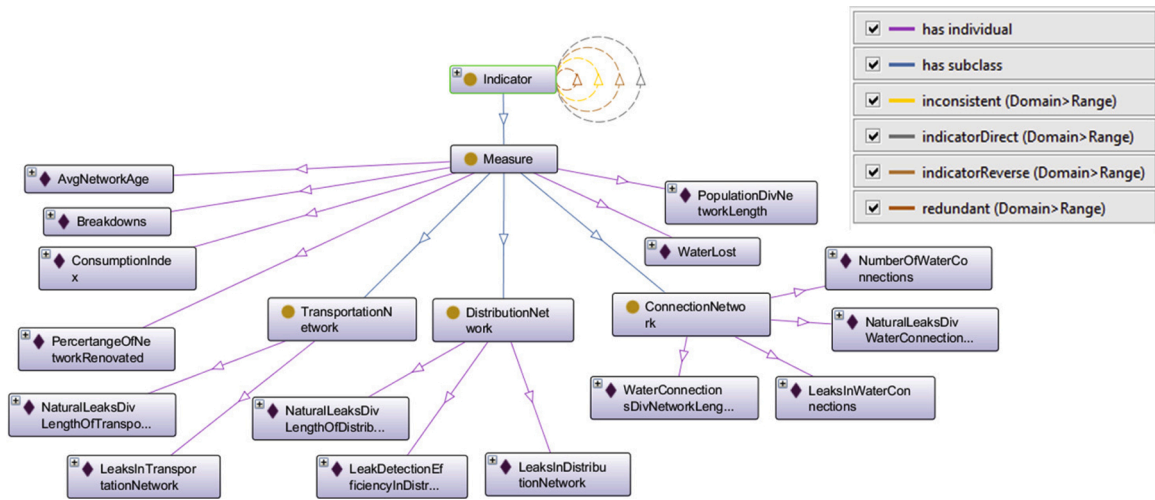 Indicator
Measure
AvgNetworkAge
Breakdowns
ConsumptionInde
x
PercertangeOfNe
tworkRenovated
PopulationDivNe
tworkLength
WaterLost
TransportationN
etwork
DistributionNet
work
ConnectionNetwo
rk
NumberOfWaterCo
nnections
NaturalLeaksDiv
WaterConnection...
WaterConnection
sDivNetworkLeng...
LeaksInWaterCon
nections
NaturalLeaksDiv
LengthOfTranspo...
LeaksInTranspor
tationNetwork
NaturalLeaksDiv
LengthOfDistrib...
LeakDetectionEf
ficiencyInDistr...
LeaksInDistribu
tionNetwork
has individual
has subclass
inconsistent (Domain>Range)
indicatorDirect (Domain>Range)
indicatorReverse (Domain>Range)
redundant (Domain>Range)